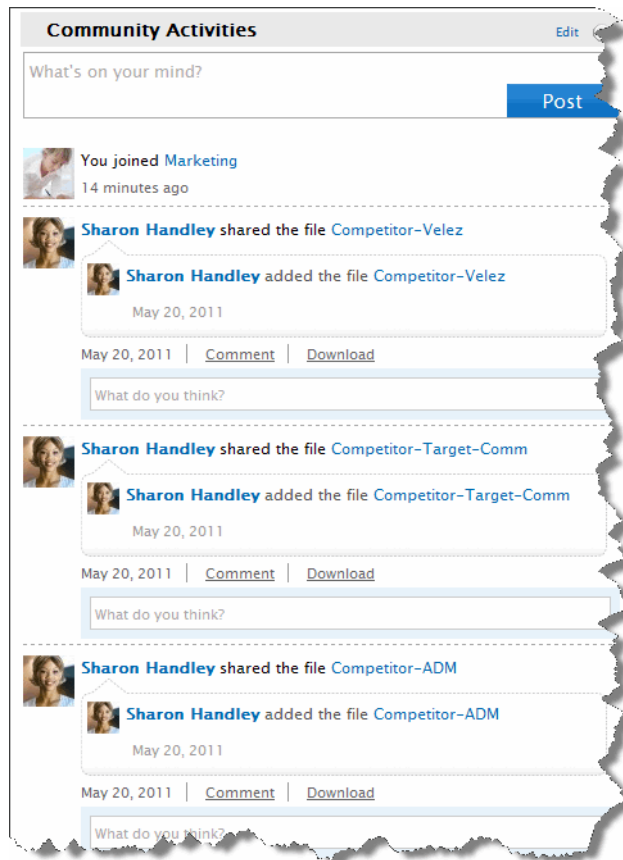 Community Activities Edit
What's on your mind?
Post
You joined Marketing
14 minutes ago
Sharon Handley shared the file Competitor-Velez
Sharon Handley added the file Competitor-Velez
May 20, 2011
May 20, 2011 | Comment | Download
What do you think?
Sharon Handley shared the file Competitor-Target-Comm
Sharon Handley added the file Competitor-Target-Comm
May 20, 2011
May 20, 2011 | Comment | Download
What do you think?
Sharon Handley shared the file Competitor-ADM
Sharon Handley added the file Competitor-ADM
May 20, 2011
May 20, 2011 | Comment | Download
What do you think?